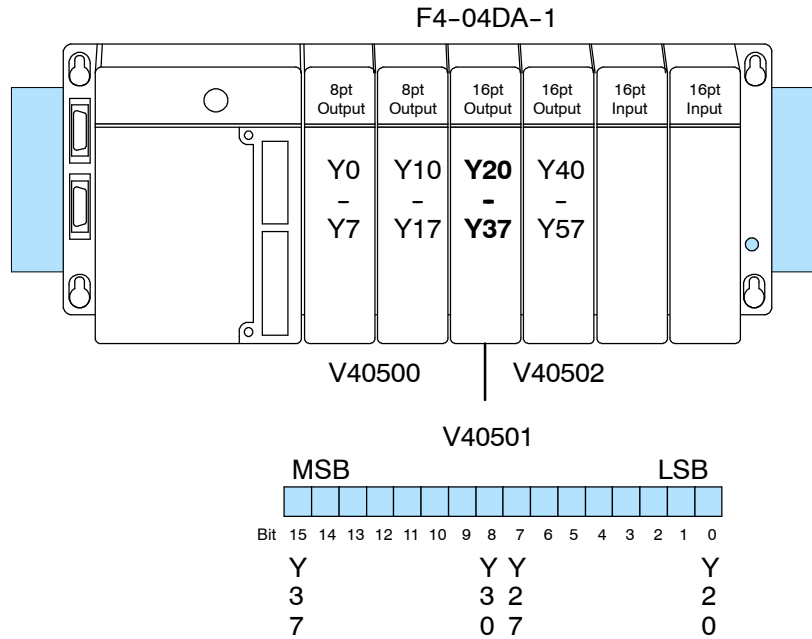 F4-04DA-1
8pt 8pt 16pt 16pt 16pt 16pt
Output Output Output Output Input Input
Y0 Y10 Y20 Y40
- - - -
Y7 Y17 Y37 Y57
V40500 V40502
V40501
MSB LSB
Bit 15 14 13 12 11 10 9 8 7 6 5 4 3 2 1 0
Y Y Y Y
3 3 2 2
7 0 7 0